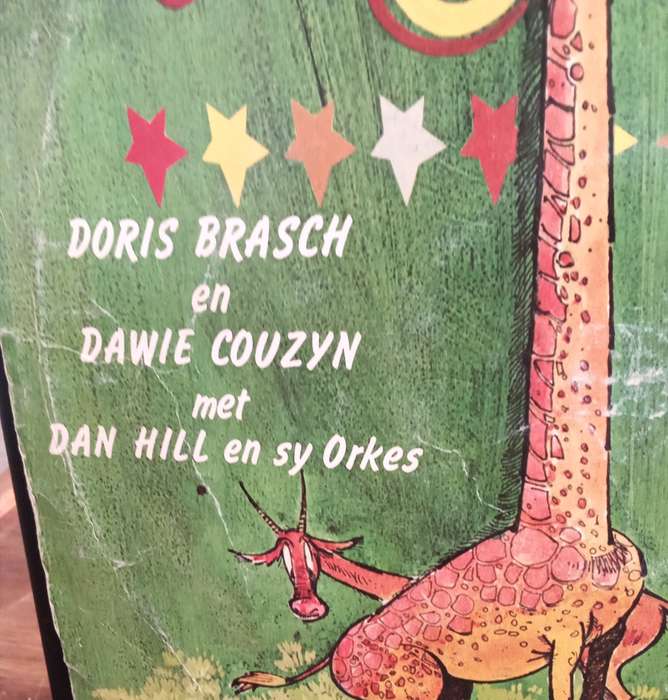 DORIS BRASCH
en
DAWIE COUZYN
met
DAN HILL en sy Orkes